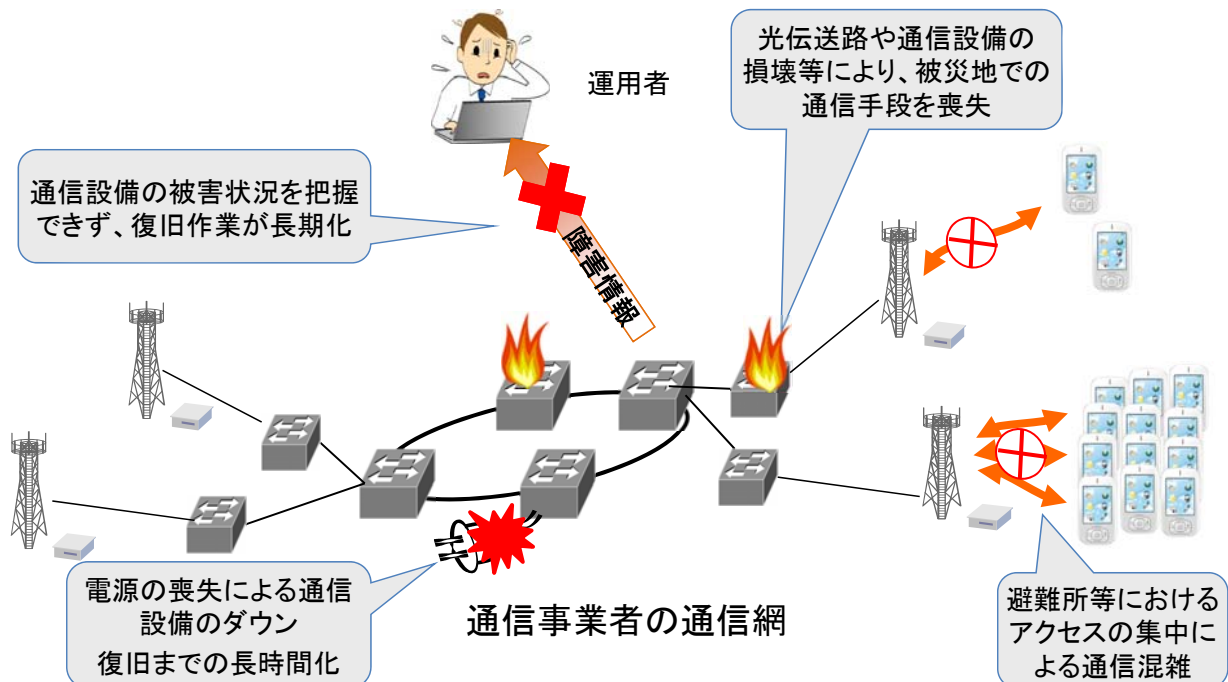 運用者
光伝送路や通信設備の
損壊等により、被災地での
通信手段を喪失
通信設備の被害状況を把握
できず、復旧作業が長期化
障害情報
電源の喪失による通信
設備のダウン
復旧までの長時間化
通信事業者の通信網
避難所等における
アクセスの集中に
よる通信混雑